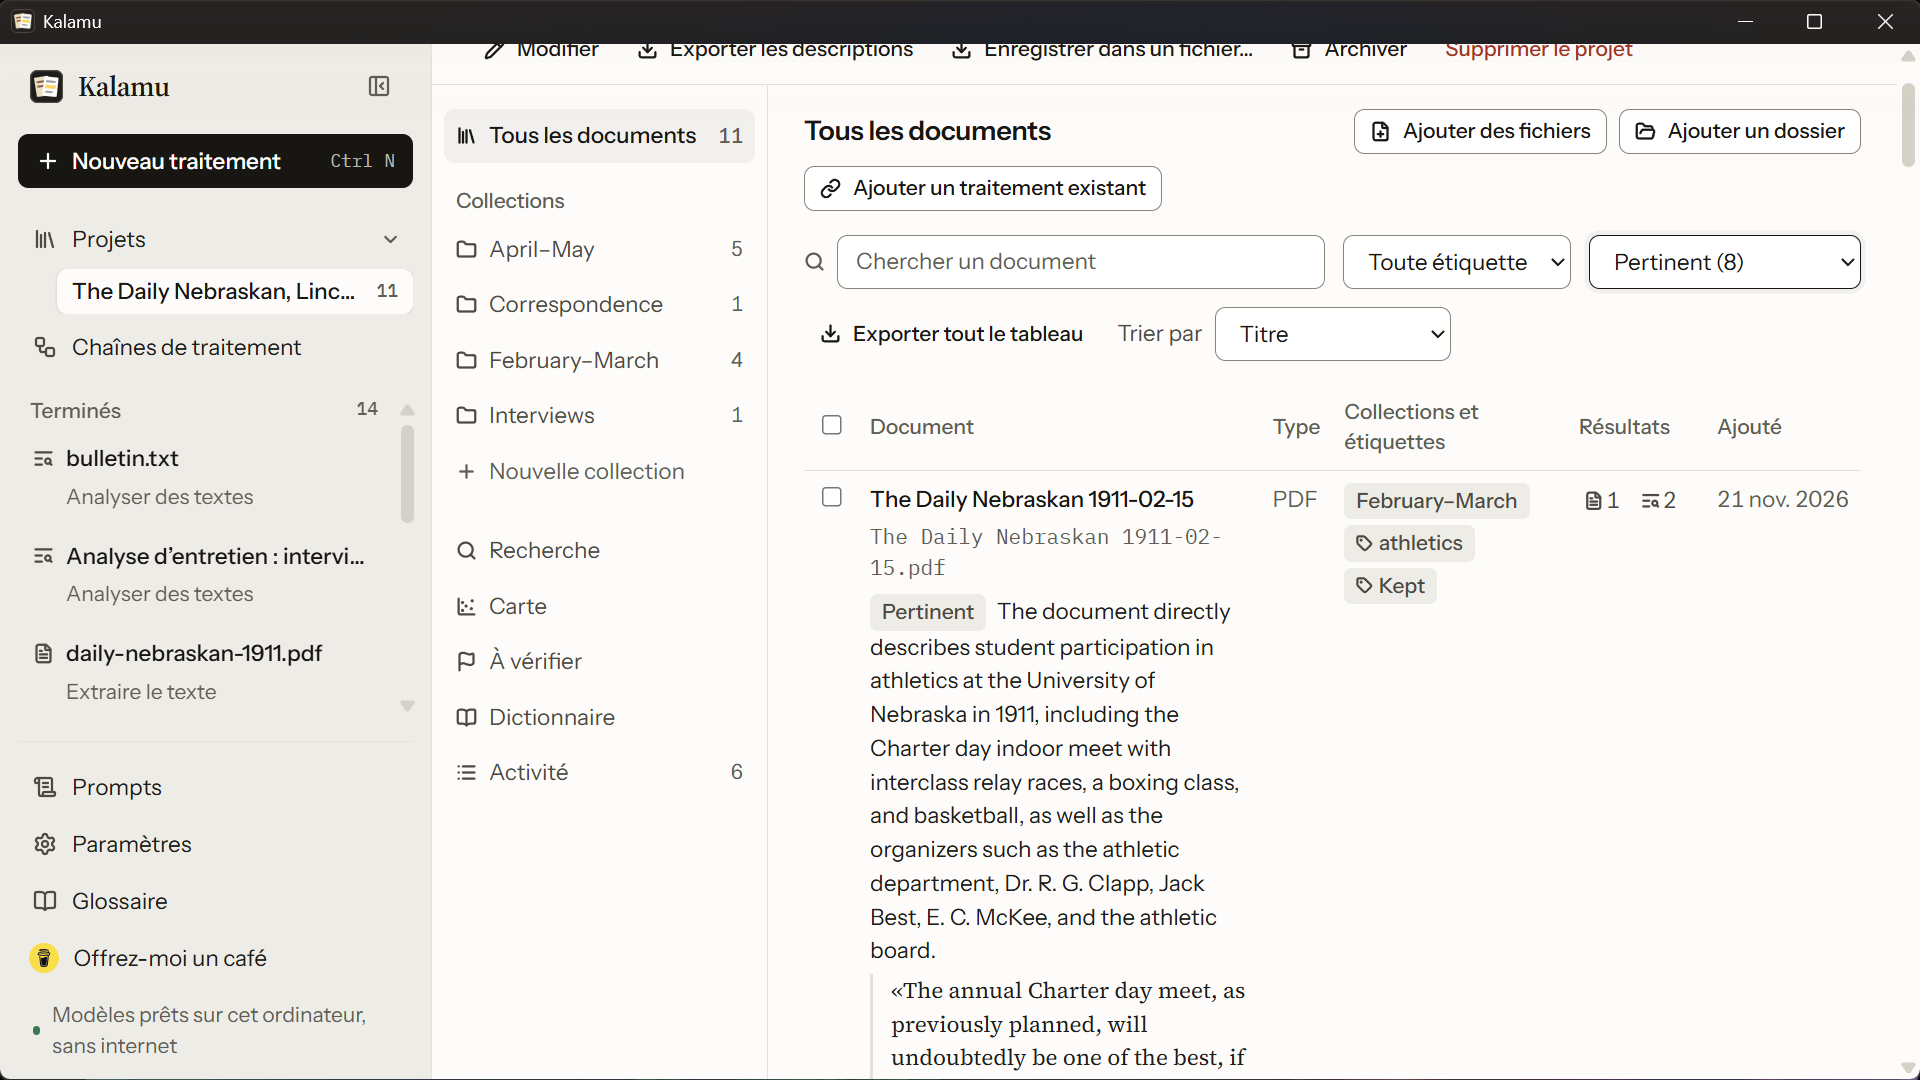 Kalamu
Kalamu
Nouveau traitement Ctrl N
Projets
The Daily Nebraskan, Linc... 11
Chaînes de traitement
Terminés 14
bulletin.txt
Analyser des textes
Analyse d’entretien : intervi...
Analyser des textes
daily-nebraskan-1911.pdf
Extraire le texte
Prompts
Paramètres
Glossaire
Offrez-moi un café
Modèles prêts sur cet ordinateur,
sans internet
Modifier Exporter les descriptions Enregistrer dans un fichier... Archiver Supprimer le projet
Tous les documents 11
Collections
April–May 5
Correspondence 1
February–March 4
Interviews 1
Nouvelle collection
Recherche
Carte
À vérifier
Dictionnaire
Activité 6
Tous les documents
Ajouter des fichiers
Ajouter un dossier
Ajouter un traitement existant
Chercher un document
Toute étiquette
Pertinent (8)
Exporter tout le tableau
Trier par
Titre
Document Type Collections et
étiquettes Résultats Ajouté
The Daily Nebraskan 1911-02-15 PDF February–March 1 2 21 nov. 2026
The Daily Nebraskan 1911-02-
15.pdf
athletics
Kept
Pertinent The document directly
describes student participation in
athletics at the University of
Nebraska in 1911, including the
Charter day indoor meet with
interclass relay races, a boxing class,
and basketball, as well as the
organizers such as the athletic
department, Dr. R. G. Clapp, Jack
Best, E. C. McKee, and the athletic
board.
«The annual Charter day meet, as
previously planned, will
undoubtedly be one of the best, if